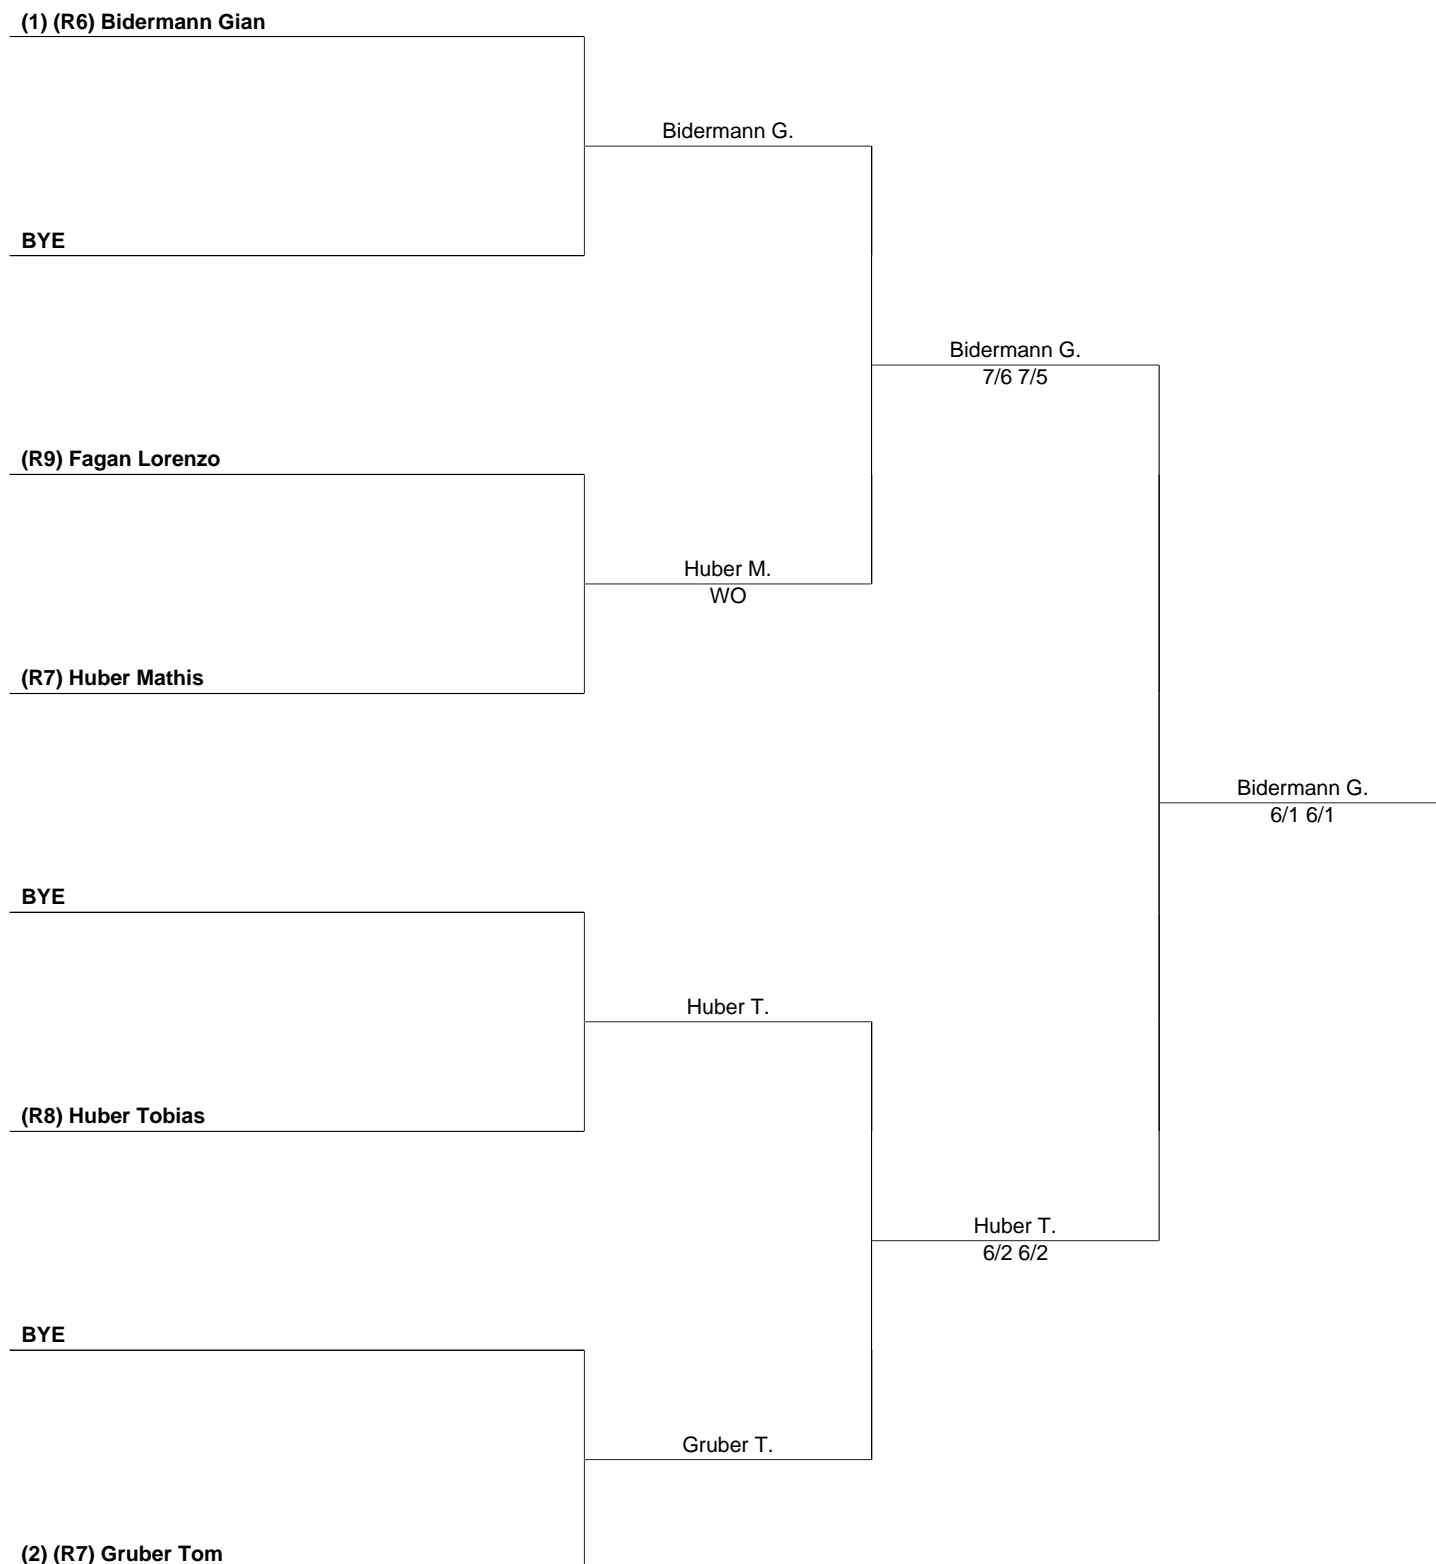 (1) (R6) Bidermann Gian
Bidermann G.
BYE
Bidermann G.
7/6 7/5
(R9) Fagan Lorenzo
Huber M.
WO
(R7) Huber Mathis
Bidermann G.
6/1 6/1
BYE
Huber T.
(R8) Huber Tobias
Huber T.
6/2 6/2
BYE
Gruber T.
(2) (R7) Gruber Tom